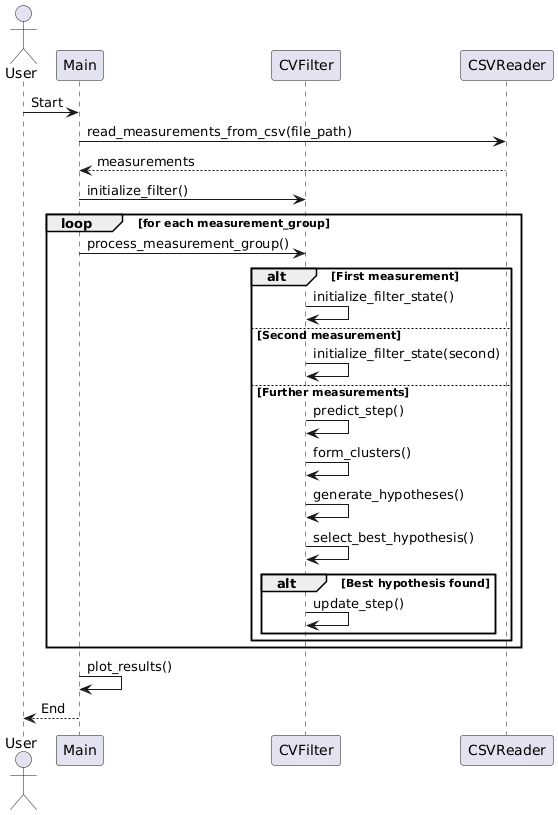 User
Main
CVFilter
CSVReader
Start
read_measurements_from_csv(file_path)
measurements
initialize_filter()
loop [for each measurement_group]
process_measurement_group()
alt [First measurement]
initialize_filter_state()
[Second measurement]
initialize_filter_state(second)
[Further measurements]
predict_step()
form_clusters()
generate_hypotheses()
select_best_hypothesis()
alt [Best hypothesis found]
update_step()
plot_results()
End
User
Main
CVFilter
CSVReader